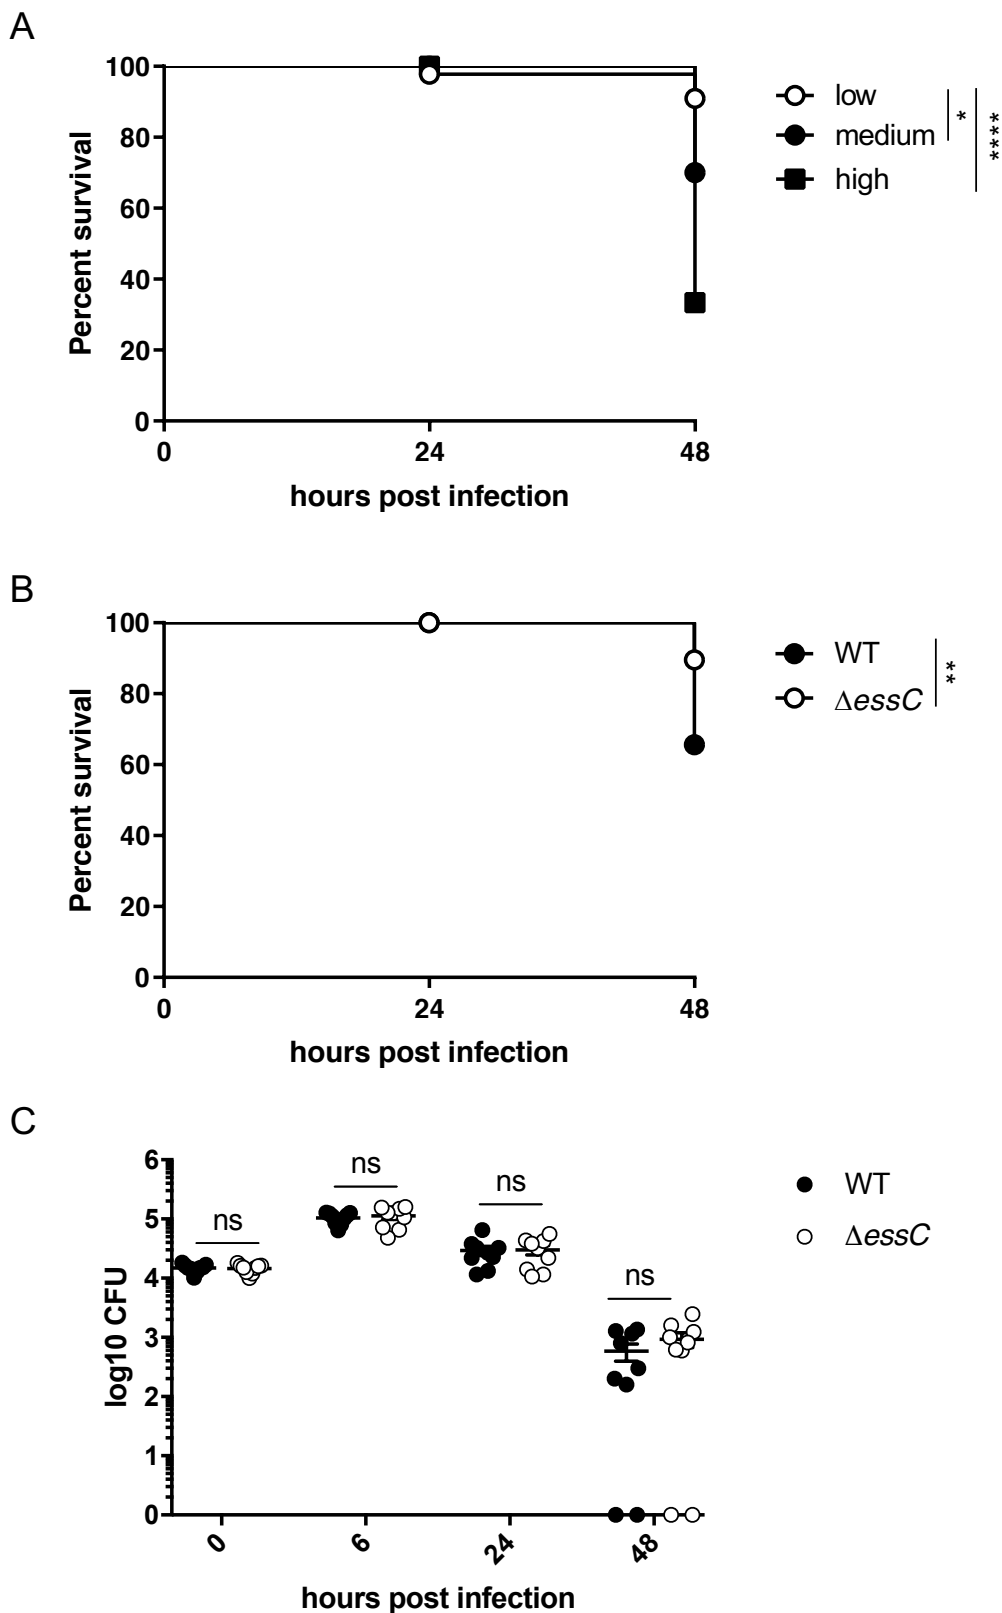 A
Percent survival
100
80
60
40
20
0
0 24 48
hours post infection
low
medium
high
*
****
B
Percent survival
100
80
60
40
20
0
0 24 48
hours post infection
WT
ΔessC
**
C
log10 CFU
6
5
4
3
2
1
0
ns
ns
ns
ns
0 6 24 48
hours post infection
WT
ΔessC